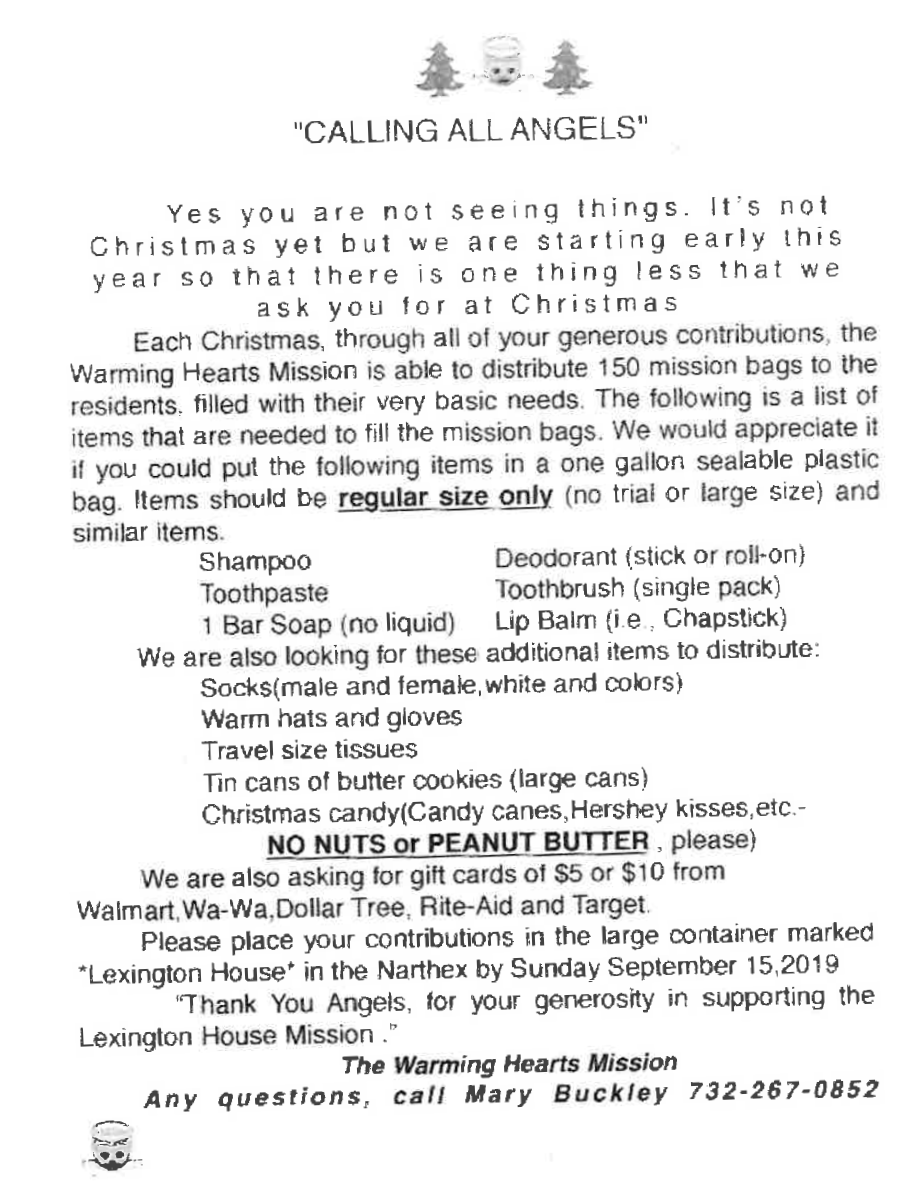 "CALLING ALL ANGELS"
Yes you are not seeing things. It's not
Christmas yet but we are starting early this
year so that there is one thing less that we
ask you for at Christmas
Each Christmas, through all of your generous contributions, the
Warming Hearts Mission is able to distribute 150 mission bags to the
residents, filled with their very basic needs. The following is a list of
items that are needed to fill the mission bags. We would appreciate it
if you could put the following items in a one gallon sealable plastic
bag. Items should be regular size only (no trial or large size) and
similar items.
Shampoo Deodorant (stick or roll-on)
Toothpaste Toothbrush (single pack)
1 Bar Soap (no liquid) Lip Balm (i.e., Chapstick)
We are also looking for these additional items to distribute:
Socks(male and female,white and colors)
Warm hats and gloves
Travel size tissues
Tin cans of butter cookies (large cans)
Christmas candy(Candy canes,Hershey kisses,etc.-
NO NUTS or PEANUT BUTTER , please)
We are also asking for gift cards of $5 or $10 from
Walmart,Wa-Wa,Dollar Tree, Rite-Aid and Target.
Please place your contributions in the large container marked
*Lexington House* in the Narthex by Sunday September 15,2019
"Thank You Angels, for your generosity in supporting the
Lexington House Mission ."
The Warming Hearts Mission
Any questions, call Mary Buckley 732-267-0852